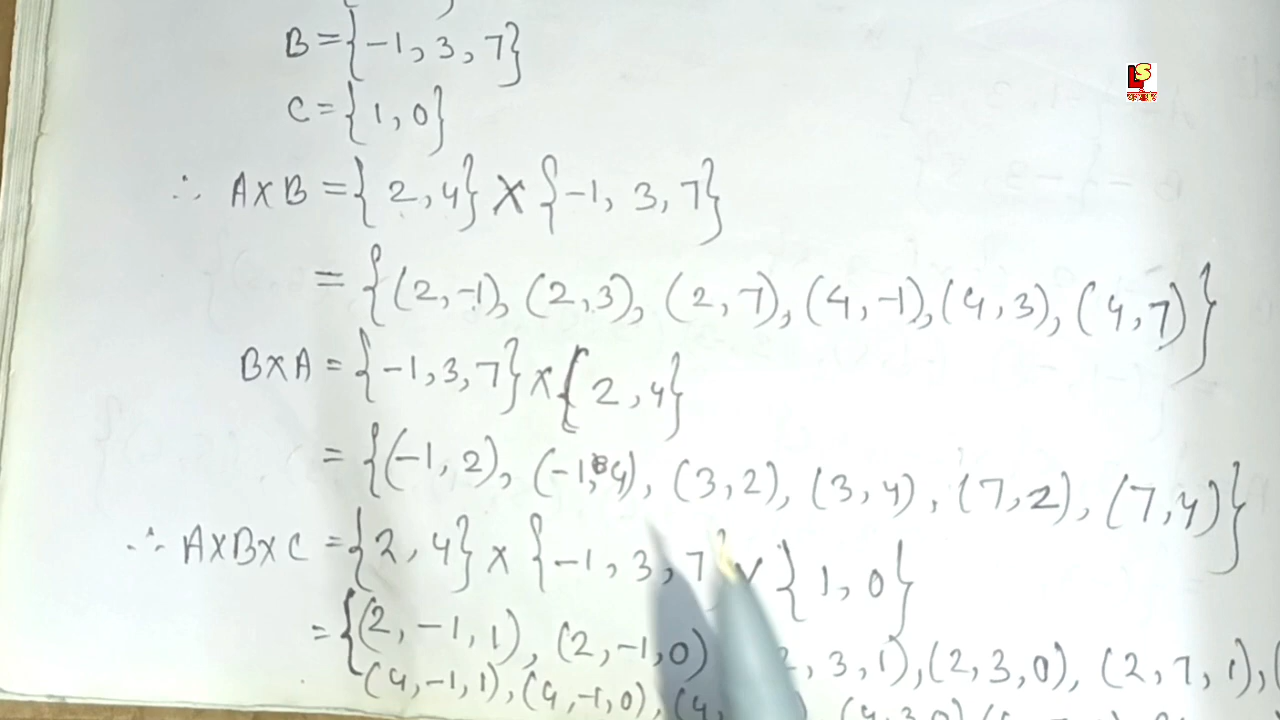 B = {-1, 3, 7}
C = {1, 0}
∴ A×B = {2, 4} × {-1, 3, 7}
= {(2, -1), (2, 3), (2, 7), (4, -1), (4, 3), (4, 7)}
B×A = {-1, 3, 7} × {2, 4}
= {(-1, 2), (-1, 4), (3, 2), (3, 4), (7, 2), (7, 4)}
∴ A×B×C = {2, 4} × {-1, 3, 7} × {1, 0}
= {(2, -1, 1), (2, -1, 0) , 3, 1), (2, 3, 0), (2, 7, 1), (
(4, -1, 1), (4, -1, 0), (4,
LS